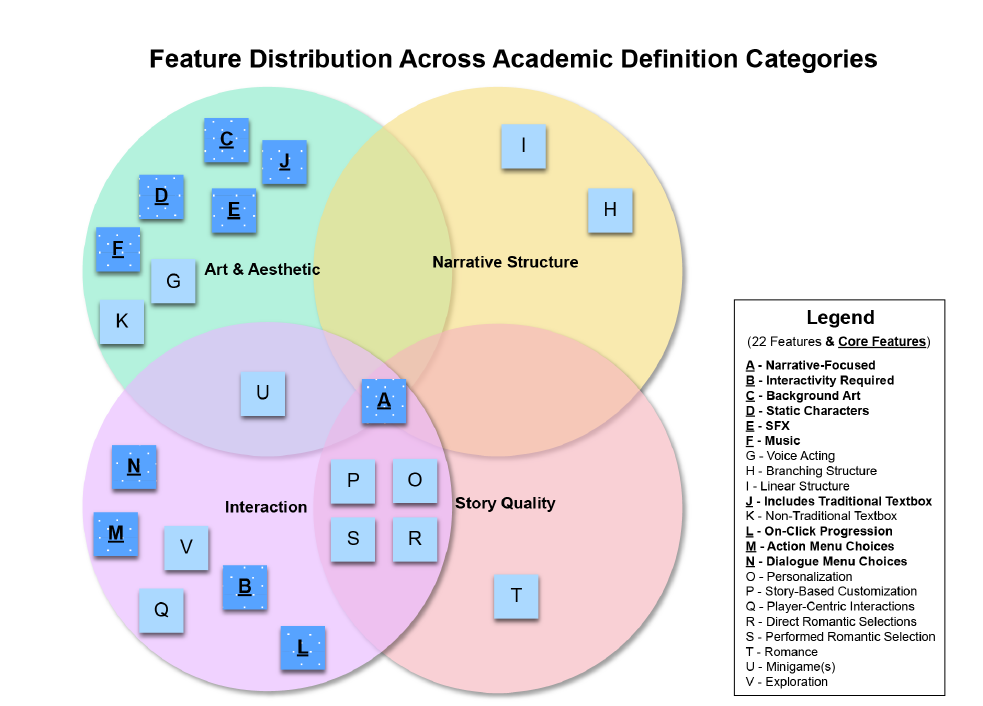 Feature Distribution Across Academic Definition Categories
C
J
I
D
E
H
F
Narrative Structure
Art & Aesthetic
G
K
U
A
N
P
O
Interaction
Story Quality
M
V
S
R
B
T
Q
L
Legend
(22 Features & Core Features)
A - Narrative-Focused
B - Interactivity Required
C - Background Art
D - Static Characters
E - SFX
F - Music
G - Voice Acting
H - Branching Structure
I - Linear Structure
J - Includes Traditional Textbox
K - Non-Traditional Textbox
L - On-Click Progression
M - Action Menu Choices
N - Dialogue Menu Choices
O - Personalization
P - Story-Based Customization
Q - Player-Centric Interactions
R - Direct Romantic Selections
S - Performed Romantic Selection
T - Romance
U - Minigame(s)
V - Exploration